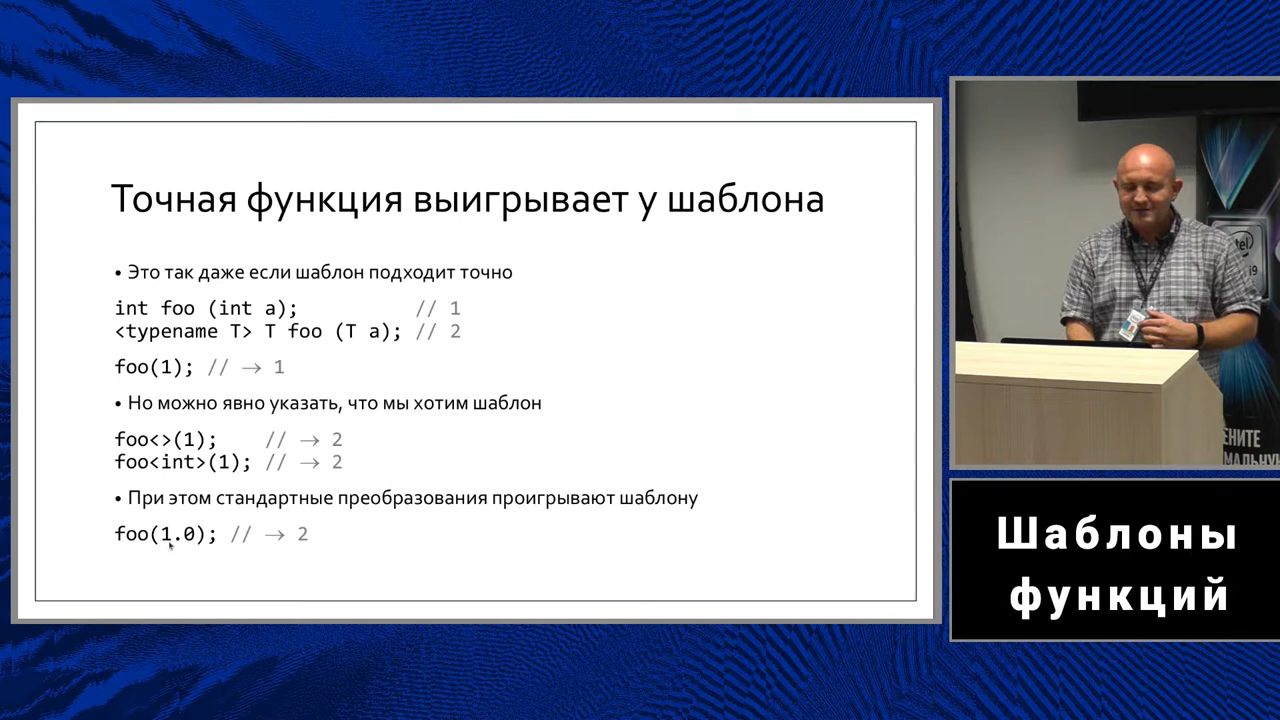 Точная функция выигрывает у шаблона
• Это так даже если шаблон подходит точно
int foo (int a); // 1
<typename T> T foo (T a); // 2
foo(1); // → 1
• Но можно явно указать, что мы хотим шаблон
foo<>(1); // → 2
foo<int>(1); // → 2
• При этом стандартные преобразования проигрывают шаблону
foo(1.0); // → 2
i9
ЕНИТЕ
Шаблоны
функций